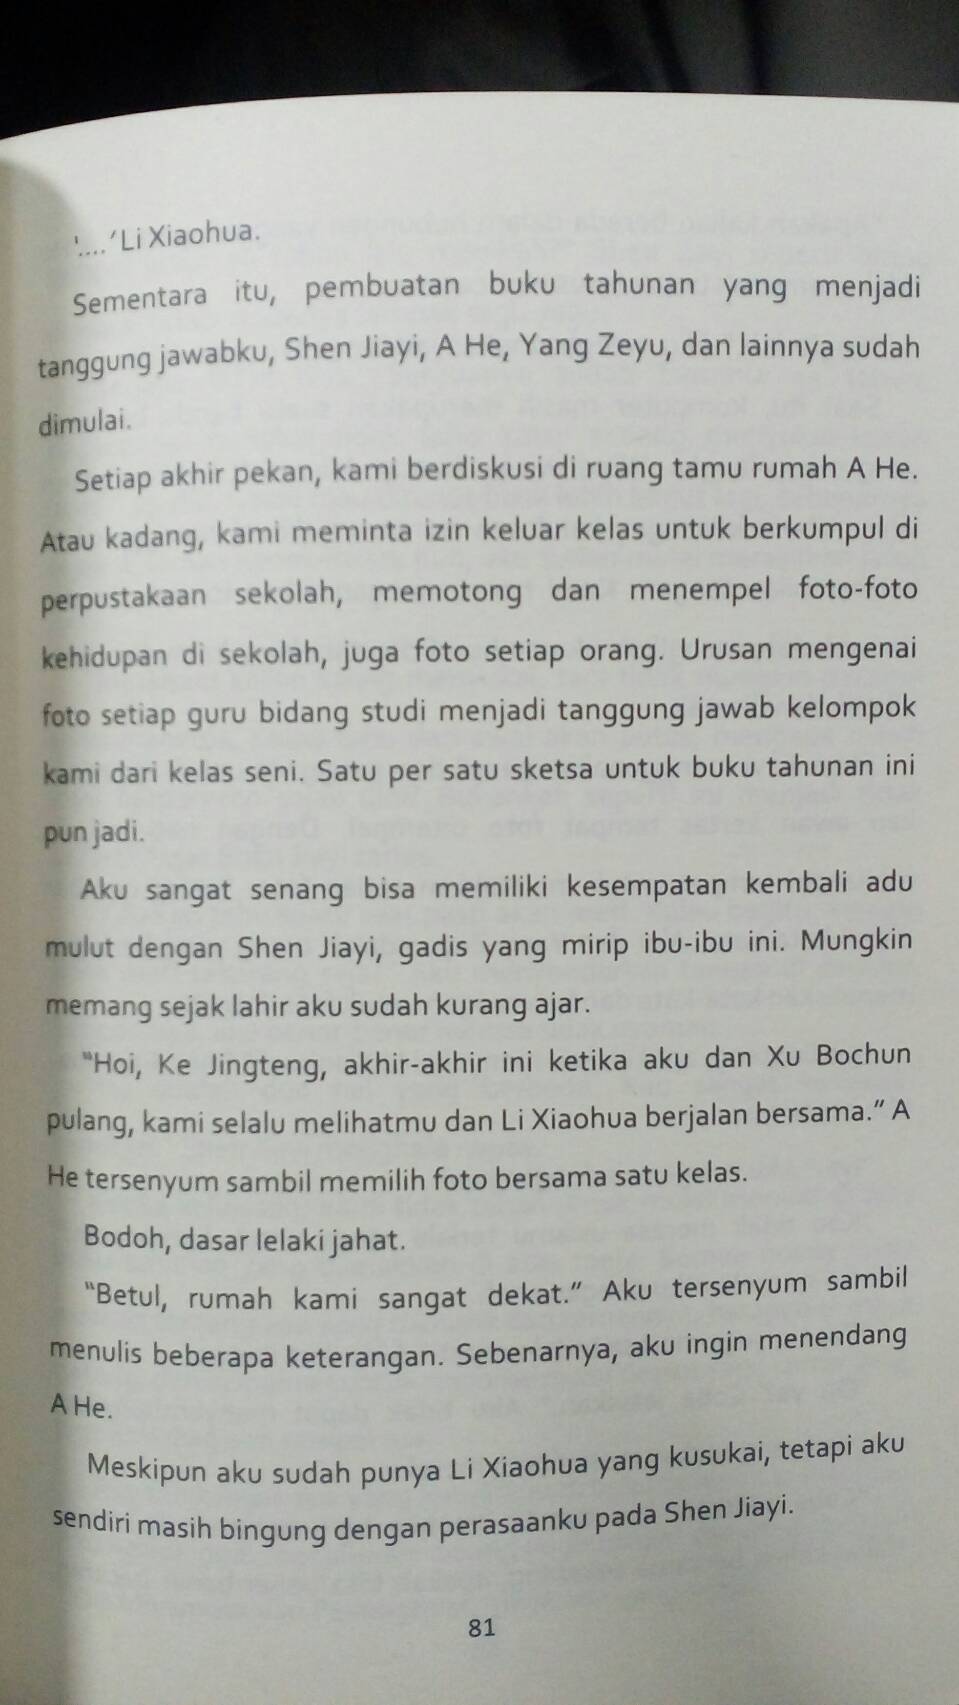 '....' Li Xiaohua.
Sementara itu, pembuatan buku tahunan yang menjadi
tanggung jawabku, Shen Jiayi, A He, Yang Zeyu, dan lainnya sudah
dimulai.
Setiap akhir pekan, kami berdiskusi di ruang tamu rumah A He.
Atau kadang, kami meminta izin keluar kelas untuk berkumpul di
perpustakaan sekolah, memotong dan menempel foto-foto
kehidupan di sekolah, juga foto setiap orang. Urusan mengenai
foto setiap guru bidang studi menjadi tanggung jawab kelompok
kami dari kelas seni. Satu per satu sketsa untuk buku tahunan ini
pun jadi.
Aku sangat senang bisa memiliki kesempatan kembali adu
mulut dengan Shen Jiayi, gadis yang mirip ibu-ibu ini. Mungkin
memang sejak lahir aku sudah kurang ajar.
“Hoi, Ke Jingteng, akhir-akhir ini ketika aku dan Xu Bochun
pulang, kami selalu melihatmu dan Li Xiaohua berjalan bersama.” A
He tersenyum sambil memilih foto bersama satu kelas.
Bodoh, dasar lelaki jahat.
“Betul, rumah kami sangat dekat.” Aku tersenyum sambil
menulis beberapa keterangan. Sebenarnya, aku ingin menendang
A He.
Meskipun aku sudah punya Li Xiaohua yang kusukai, tetapi aku
sendiri masih bingung dengan perasaanku pada Shen Jiayi.
81